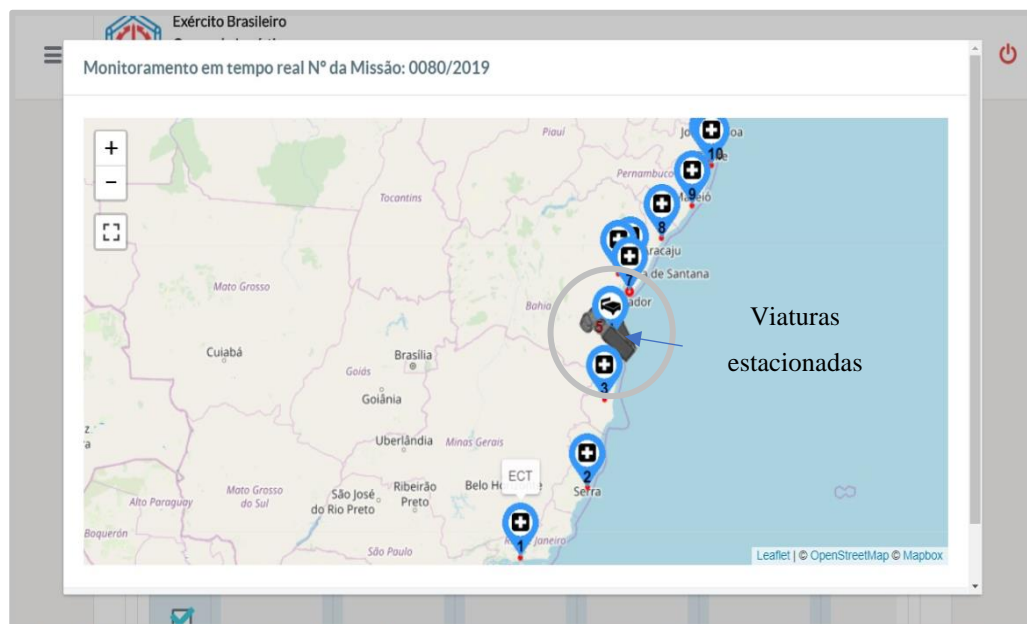 Exército Brasileiro
Monitoramento em tempo real Nº da Missão: 0080/2019
+
−
Piauí
oa
10
Pernambuco
Tocantins
9
8
racaju
de Santana
7
Mato Grosso
Bahia
ador
5
Viaturas
estacionadas
Cuiabá
Brasília
Goiás
3
Goiânia
Uberlândia
Minas Gerais
ECT
2
Serra
Mato Grosso
do Sul
São José
do Rio Preto
Ribeirão
Preto
Belo H
Alto Paraguay
Boquerón
1
Janeiro
São Paulo
Leaflet | © OpenStreetMap © Mapbox